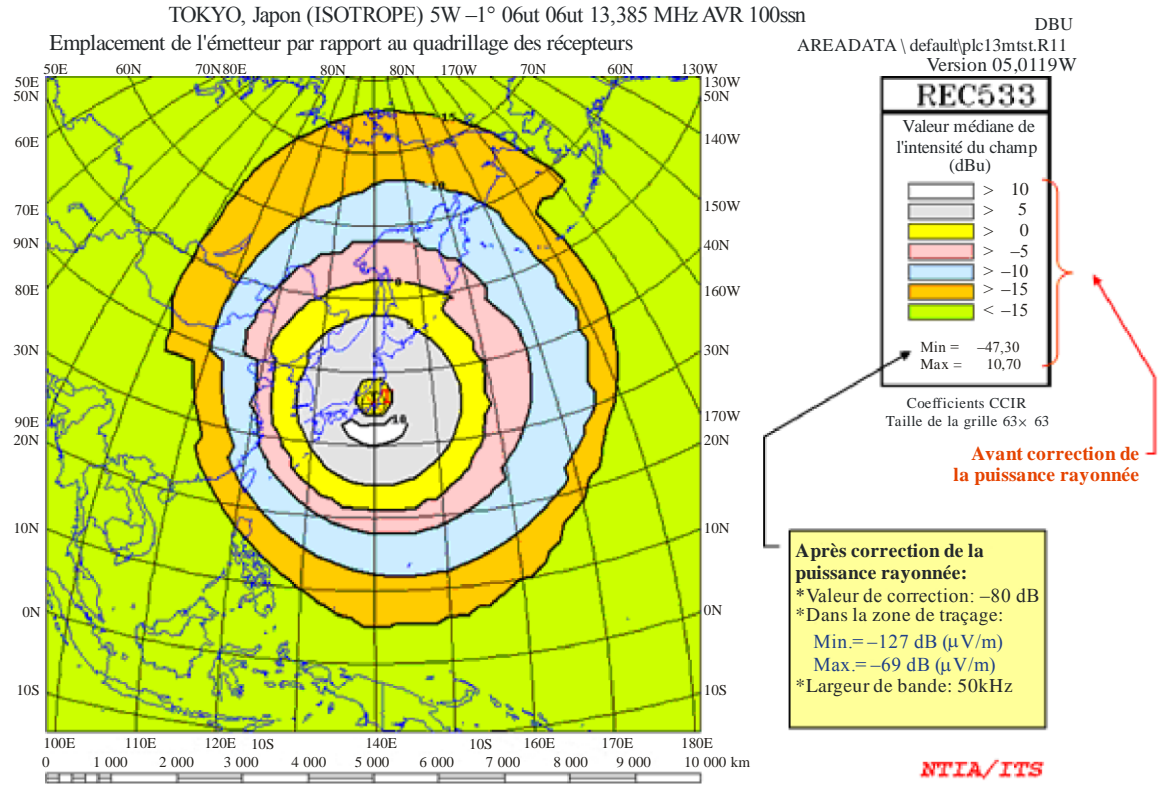 TOKYO, Japon (ISOTROPE) 5W –1° 06ut 06ut 13,385 MHz AVR 100ssn
Emplacement de l'émetteur par rapport au quadrillage des récepteurs
DBU
AREADATA \ default\plc13mtst.R11
Version 05,0119W
50E 60N 70N 80E 80N 80N 170W 70N 60N 130W
50E
50N
60E
70E
90N
80E
30N
90E
20N
10N
0N
10S
130W
50N
140W
150W
40N
160W
30N
170W
20N
10N
0N
10S
15
10
0
5
10
100E 110E 120E 10S 140E 10S 160E 170E 180E
0 1 000 2 000 3 000 4 000 5 000 6 000 7 000 8 000 9 000 10 000 km
REC533
Valeur médiane de
l'intensité du champ
(dBu)
> 10
> 5
> 0
> –5
> –10
> –15
< –15
Min = –47,30
Max = 10,70
Coefficients CCIR
Taille de la grille 63× 63
Avant correction de
la puissance rayonnée
Après correction de la
puissance rayonnée:
*Valeur de correction: –80 dB
*Dans la zone de traçage:
Min.= –127 dB (µV/m)
Max.= –69 dB (µV/m)
*Largeur de bande: 50kHz
NTIA/ITS